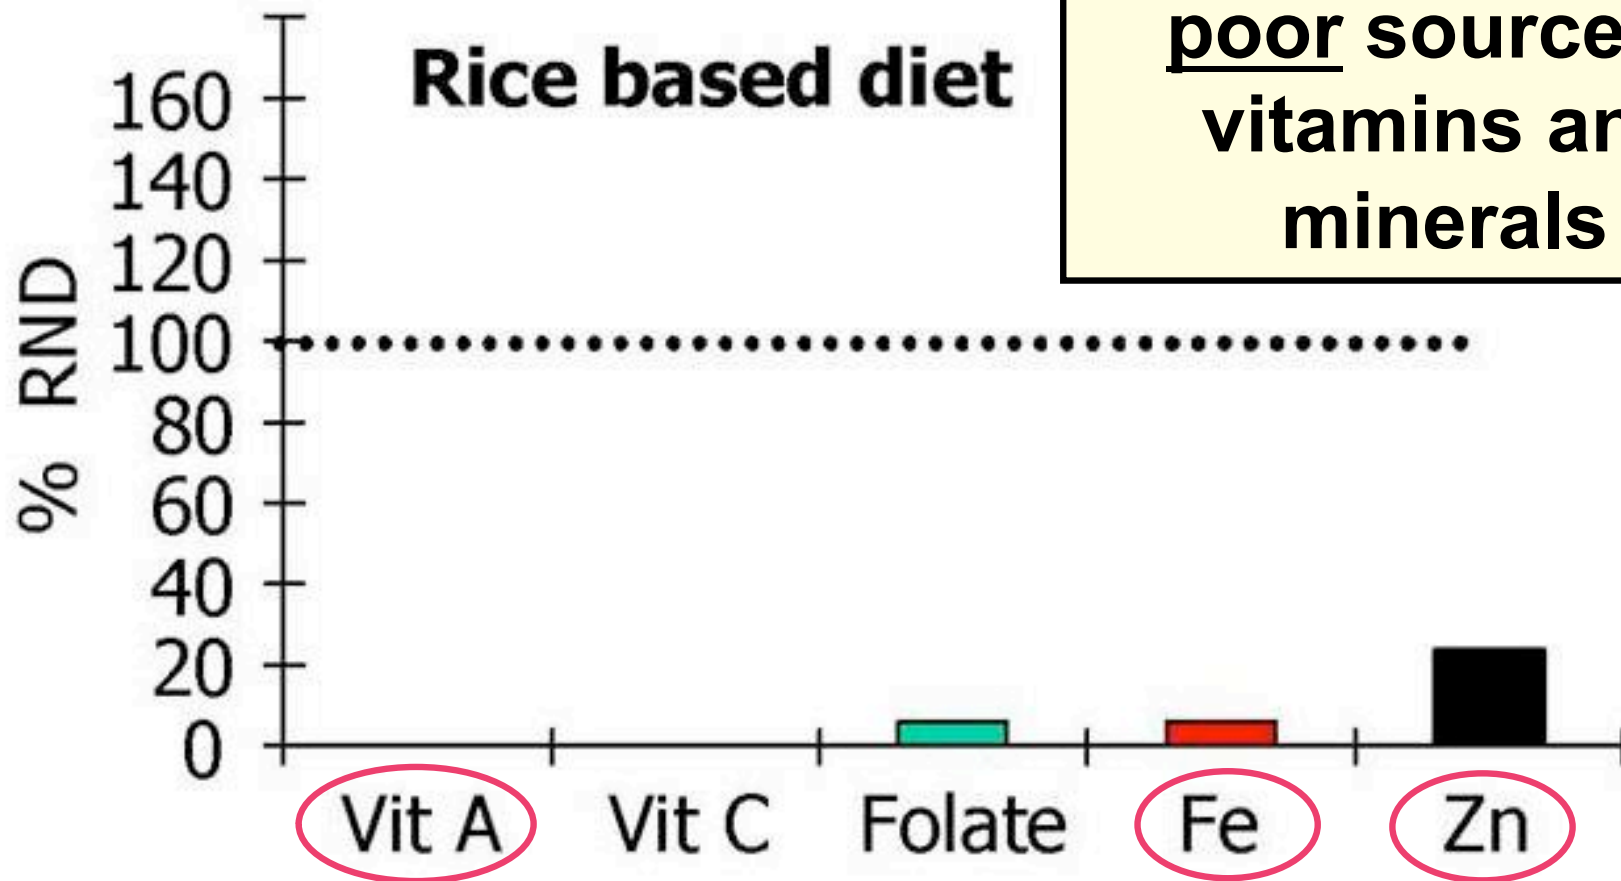 Rice based diet
poor source
vitamins an
minerals
% RND
160
140
120
100
80
60
40
20
0
Vit A Vit C Folate Fe Zn